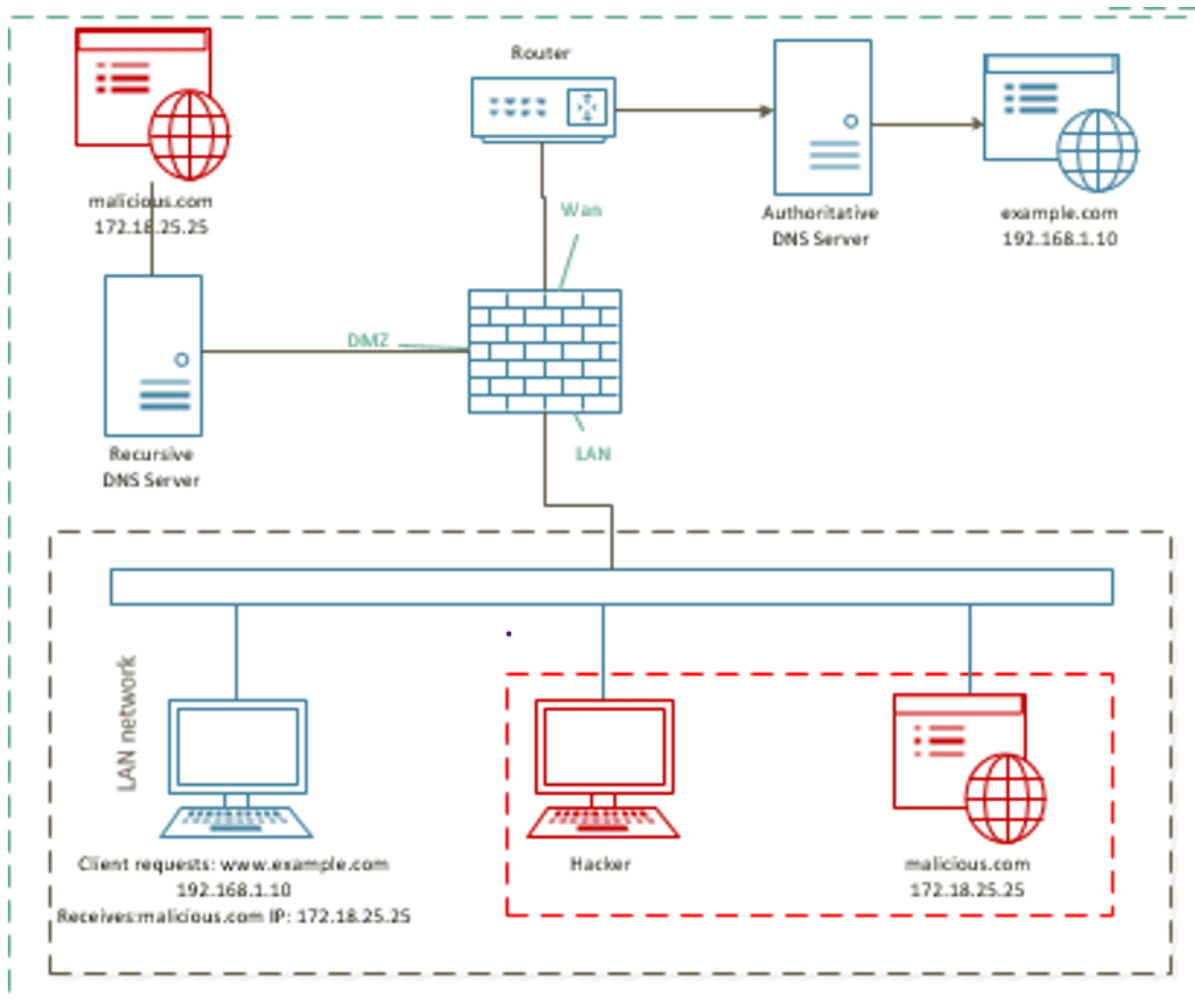 Router
malicious.com
172.18.25.25
Wan
Authoritative
DNS Server
example.com
192.168.1.10
DMZ
LAN
Recursive
DNS Server
LAN network
Client requests: www.example.com
192.168.1.10
Receives:malicious.com IP: 172.18.25.25
Hacker
malicious.com
172.18.25.25